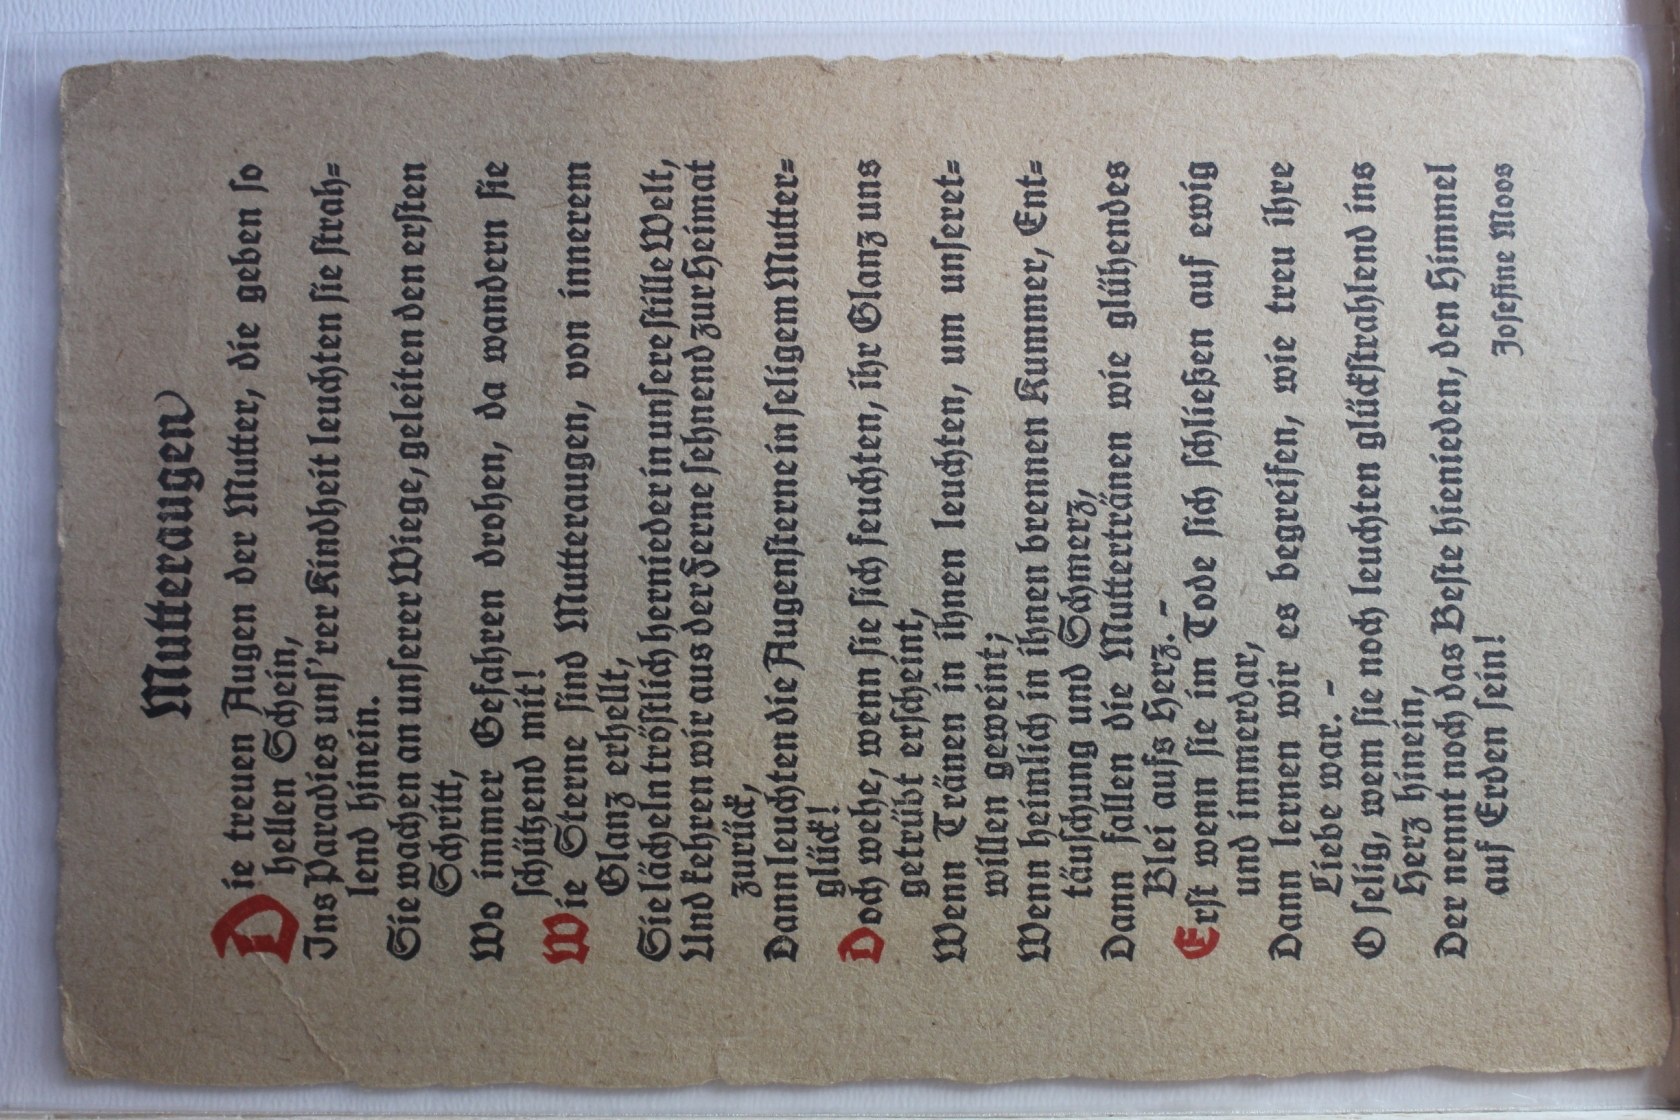 Mutteraugen
Die treuen Augen der Mutter, die geben so
hellen Schein,
Ins Paradies uns'rer Kindheit leuchten sie strah=
lend hinein.
Sie wachen an unserer Wiege, geleiten den ersten
Schritt,
Wo immer Gefahren drohen, da wandern sie
schützend mit!
Wie Sterne sind Mutteraugen, von innerem
Glanz erhellt,
Sie lächeln tröstlich hernieder in unsere stille Welt,
Und kehren wir aus der Ferne sehnend zur Heimat
zurück,
Dann leuchten die Augensterne in seligem Mutter=
glück!
Doch wehe, wenn sie sich feuchten, ihr Glanz uns
getrübt erscheint,
Wenn Tränen in ihnen leuchten, um unseret=
willen geweint;
Wenn heimlich in ihnen brennen Kummer, Ent=
täuschung und Schmerz,
Dann fallen die Muttertränen wie glühendes
Blei aufs Herz. –
Erst wenn sie im Tode sich schließen auf ewig
und immerdar,
Dann lernen wir es begreifen, wie treu ihre
Liebe war. –
O selig, wem sie noch leuchten glückstrahlend ins
Herz hinein,
Der nennt noch das Beste hienieden, den Himmel
auf Erden sein!
Josefine Moos